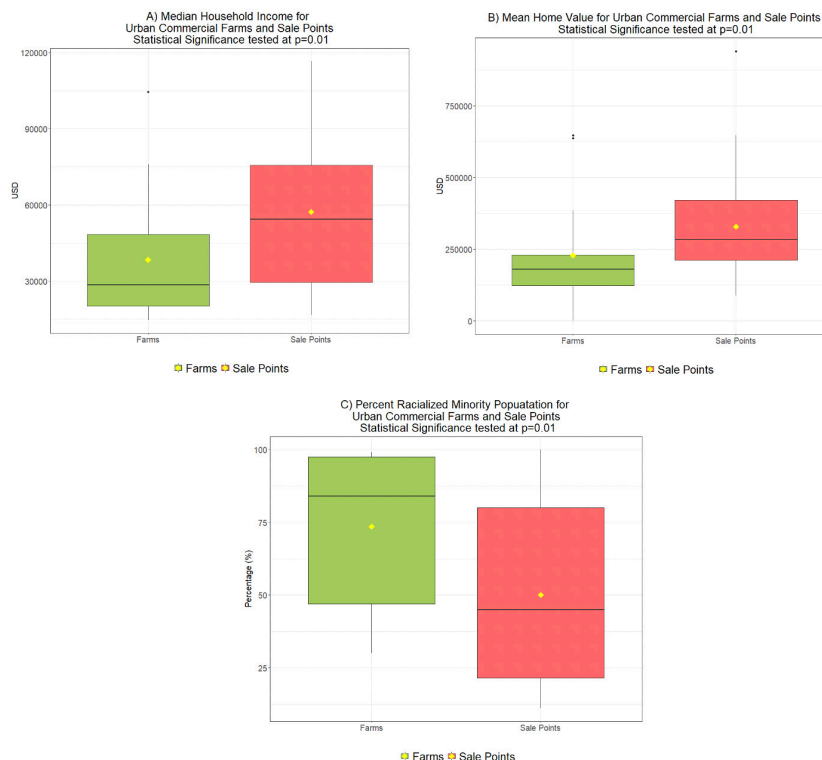 A) Median Household Income for
Urban Commercial Farms and Sale Points
Statistical Significance tested at p=0.01
120000
90000
60000
30000
USD
Farms
Sale Points
Farms Sale Points
B) Mean Home Value for Urban Commercial Farms and Sale Points
Statistical Significance tested at p=0.01
750000
500000
250000
0
USD
Farms
Sale Points
Farms Sale Points
C) Percent Racialized Minority Popuatation for
Urban Commercial Farms and Sale Points
Statistical Significance tested at p=0.01
100
75
50
25
Percentage (%)
Farms
Sale Points
Farms Sale Points